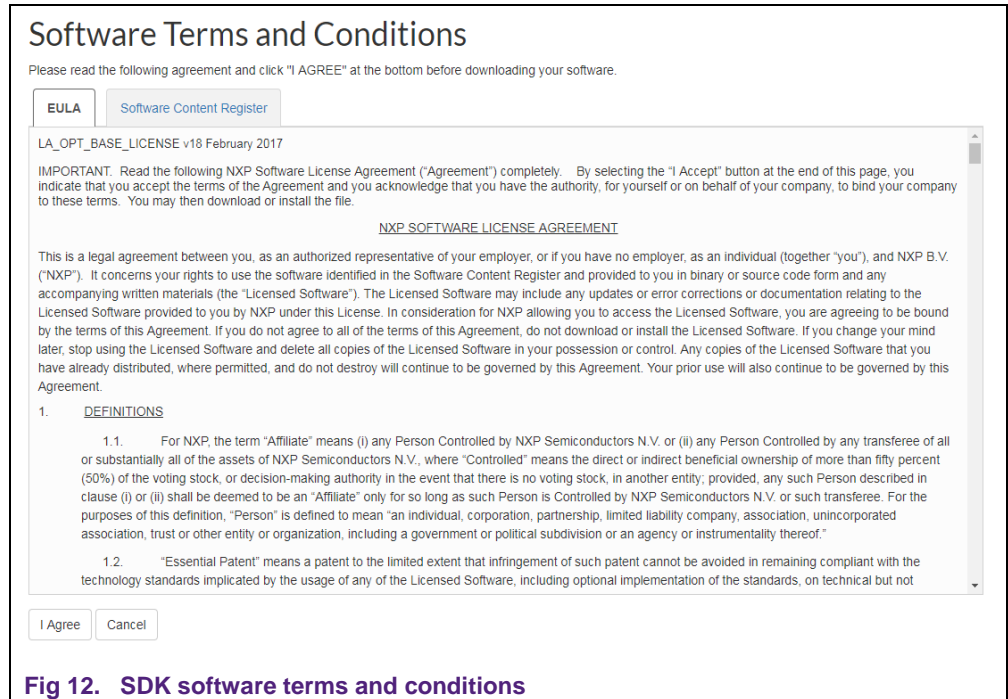 Software Terms and Conditions
Please read the following agreement and click "I AGREE" at the bottom before downloading your software.
EULA
Software Content Register
LA_OPT_BASE_LICENSE v18 February 2017
IMPORTANT.  Read the following NXP Software License Agreement (“Agreement”) completely.    By selecting the “I Accept” button at the end of this page, you
indicate that you accept the terms of the Agreement and you acknowledge that you have the authority, for yourself or on behalf of your company, to bind your company
to these terms.  You may then download or install the file.
NXP SOFTWARE LICENSE AGREEMENT
This is a legal agreement between you, as an authorized representative of your employer, or if you have no employer, as an individual (together “you”), and NXP B.V.
(“NXP”).  It concerns your rights to use the software identified in the Software Content Register and provided to you in binary or source code form and any
accompanying written materials (the “Licensed Software”). The Licensed Software may include any updates or error corrections or documentation relating to the
Licensed Software provided to you by NXP under this License. In consideration for NXP allowing you to access the Licensed Software, you are agreeing to be bound
by the terms of this Agreement. If you do not agree to all of the terms of this Agreement, do not download or install the Licensed Software. If you change your mind
later, stop using the Licensed Software and delete all copies of the Licensed Software in your possession or control. Any copies of the Licensed Software that you
have already distributed, where permitted, and do not destroy will continue to be governed by this Agreement. Your prior use will also continue to be governed by this
Agreement.
1. DEFINITIONS
1.1. For NXP, the term “Affiliate” means (i) any Person Controlled by NXP Semiconductors N.V. or (ii) any Person Controlled by any transferee of all
or substantially all of the assets of NXP Semiconductors N.V., where “Controlled” means the direct or indirect beneficial ownership of more than fifty percent
(50%) of the voting stock, or decision-making authority in the event that there is no voting stock, in another entity; provided, any such Person described in
clause (i) or (ii) shall be deemed to be an “Affiliate” only for so long as such Person is Controlled by NXP Semiconductors N.V. or such transferee. For the
purposes of this definition, “Person” is defined to mean “an individual, corporation, partnership, limited liability company, association, unincorporated
association, trust or other entity or organization, including a government or political subdivision or an agency or instrumentality thereof.”
1.2. “Essential Patent” means a patent to the limited extent that infringement of such patent cannot be avoided in remaining compliant with the
technology standards implicated by the usage of any of the Licensed Software, including optional implementation of the standards, on technical but not
I Agree
Cancel
Fig 12. SDK software terms and conditions